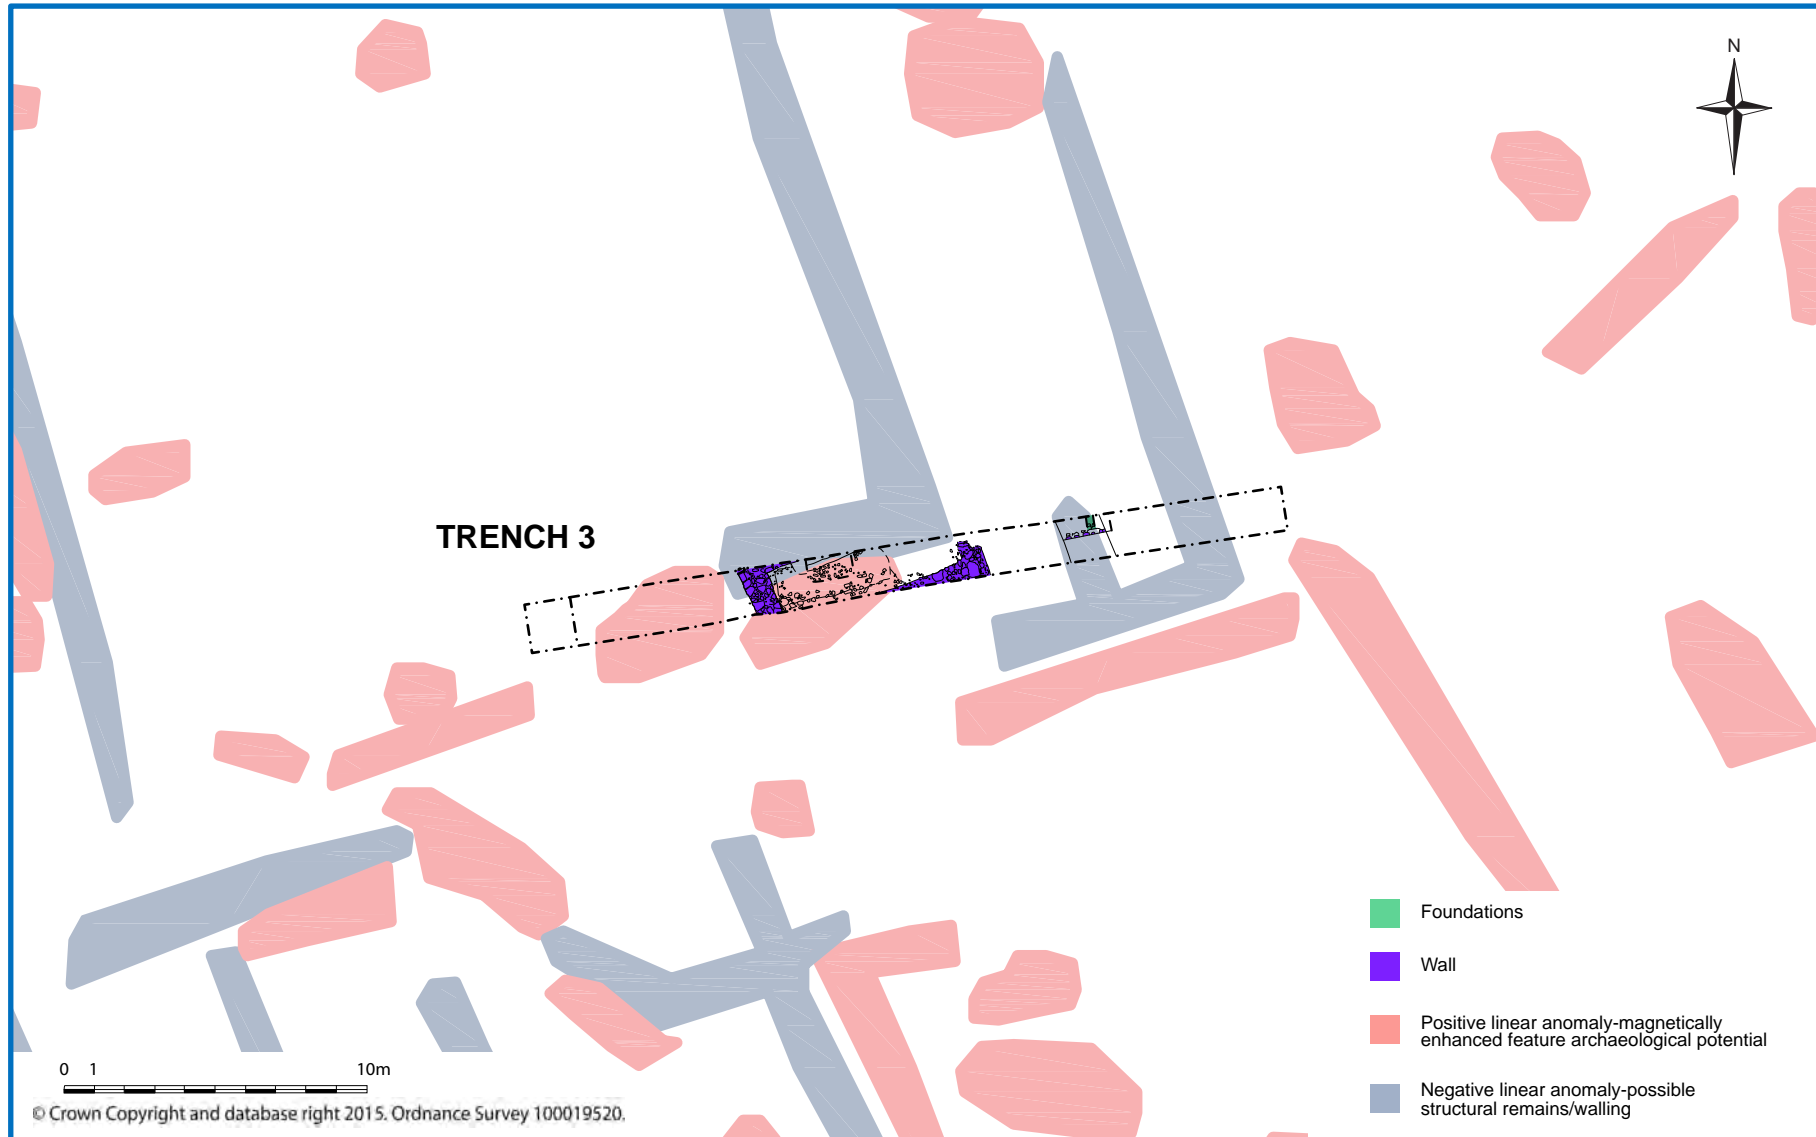 N
TRENCH 3
Foundations
Wall
Positive linear anomaly-magnetically
enhanced feature archaeological potential
Negative linear anomaly-possible
structural remains/walling
0 1 10m
© Crown Copyright and database right 2015. Ordnance Survey 100019520.